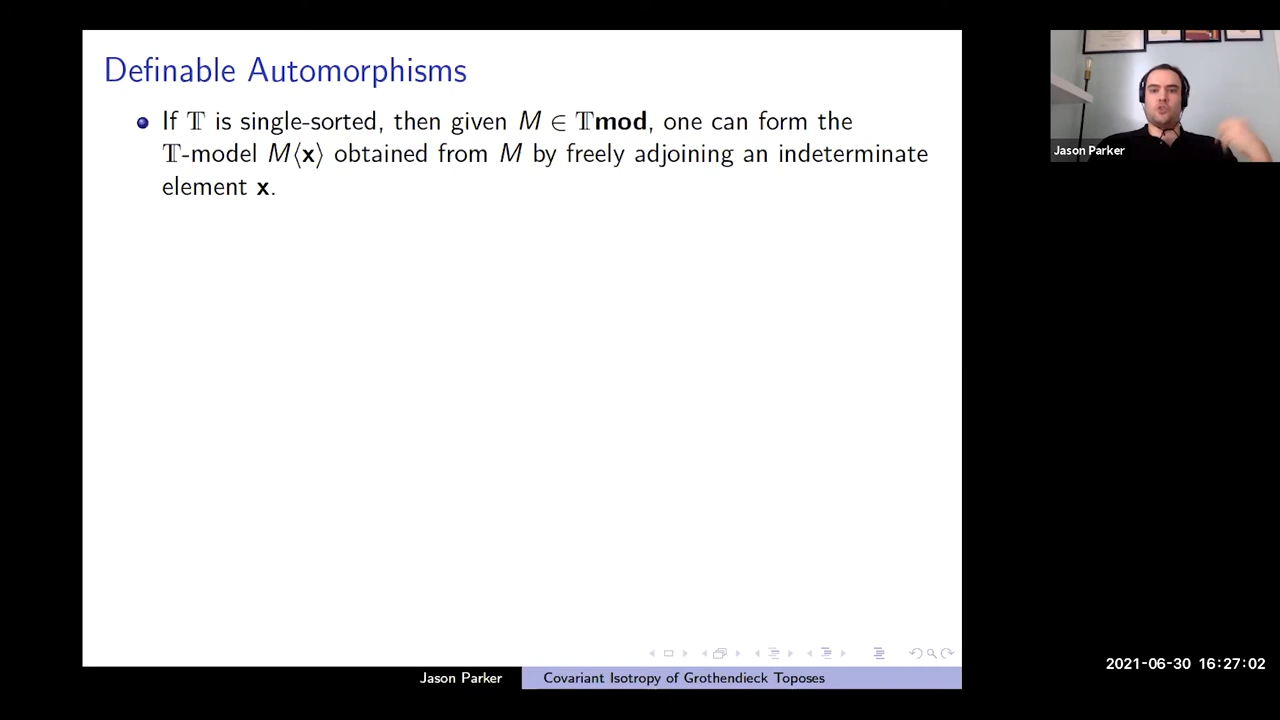 Definable Automorphisms
If 𝕋 is single-sorted, then given M ∈ 𝕋mod, one can form the
𝕋-model M⟨x⟩ obtained from M by freely adjoining an indeterminate
element x.
Jason Parker
Covariant Isotropy of Grothendieck Toposes
Jason Parker
2021-06-30 16:27:02